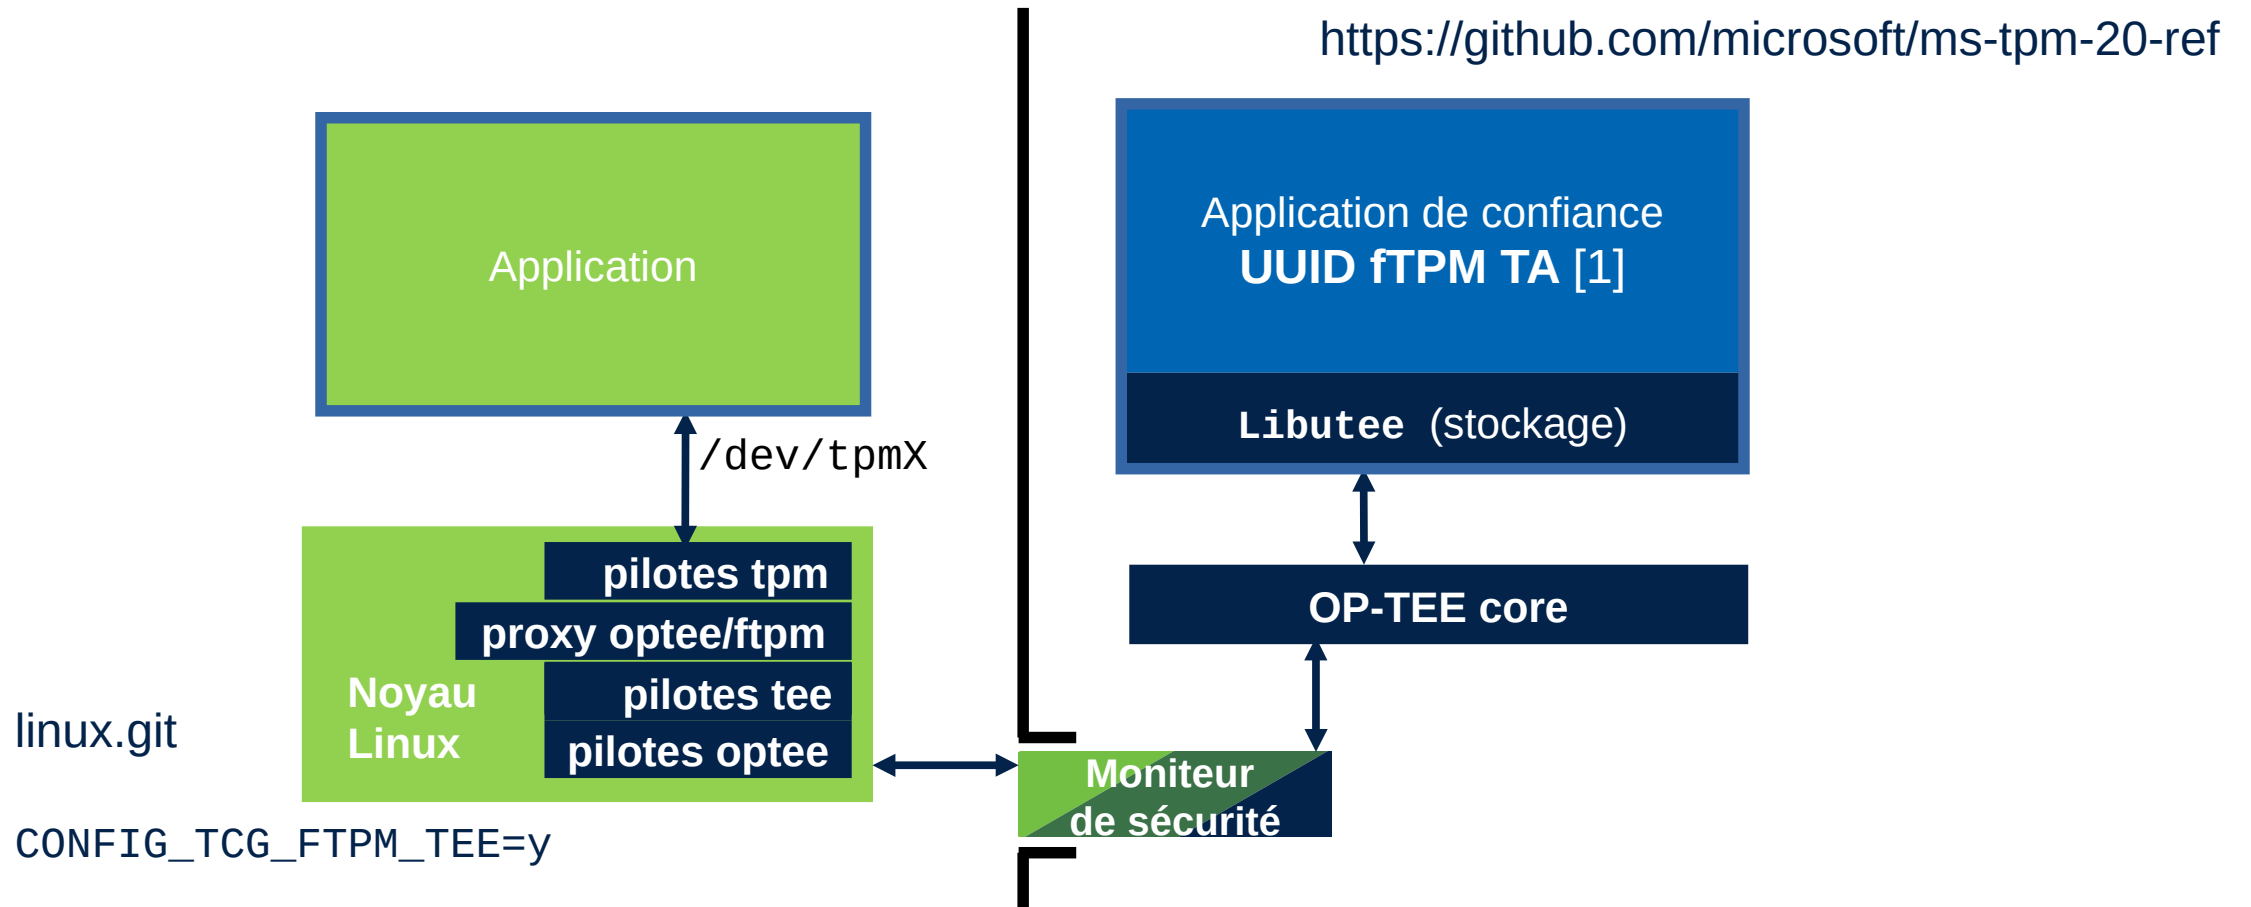 https://github.com/microsoft/ms-tpm-20-ref
Application
Application de confiance
UUID fTPM TA [1]
Libutee (stockage)
/dev/tpmX
pilotes tpm
proxy optee/ftpm
pilotes tee
pilotes optee
Noyau
Linux
OP-TEE core
linux.git
Moniteur
de sécurité
CONFIG_TCG_FTPM_TEE=y